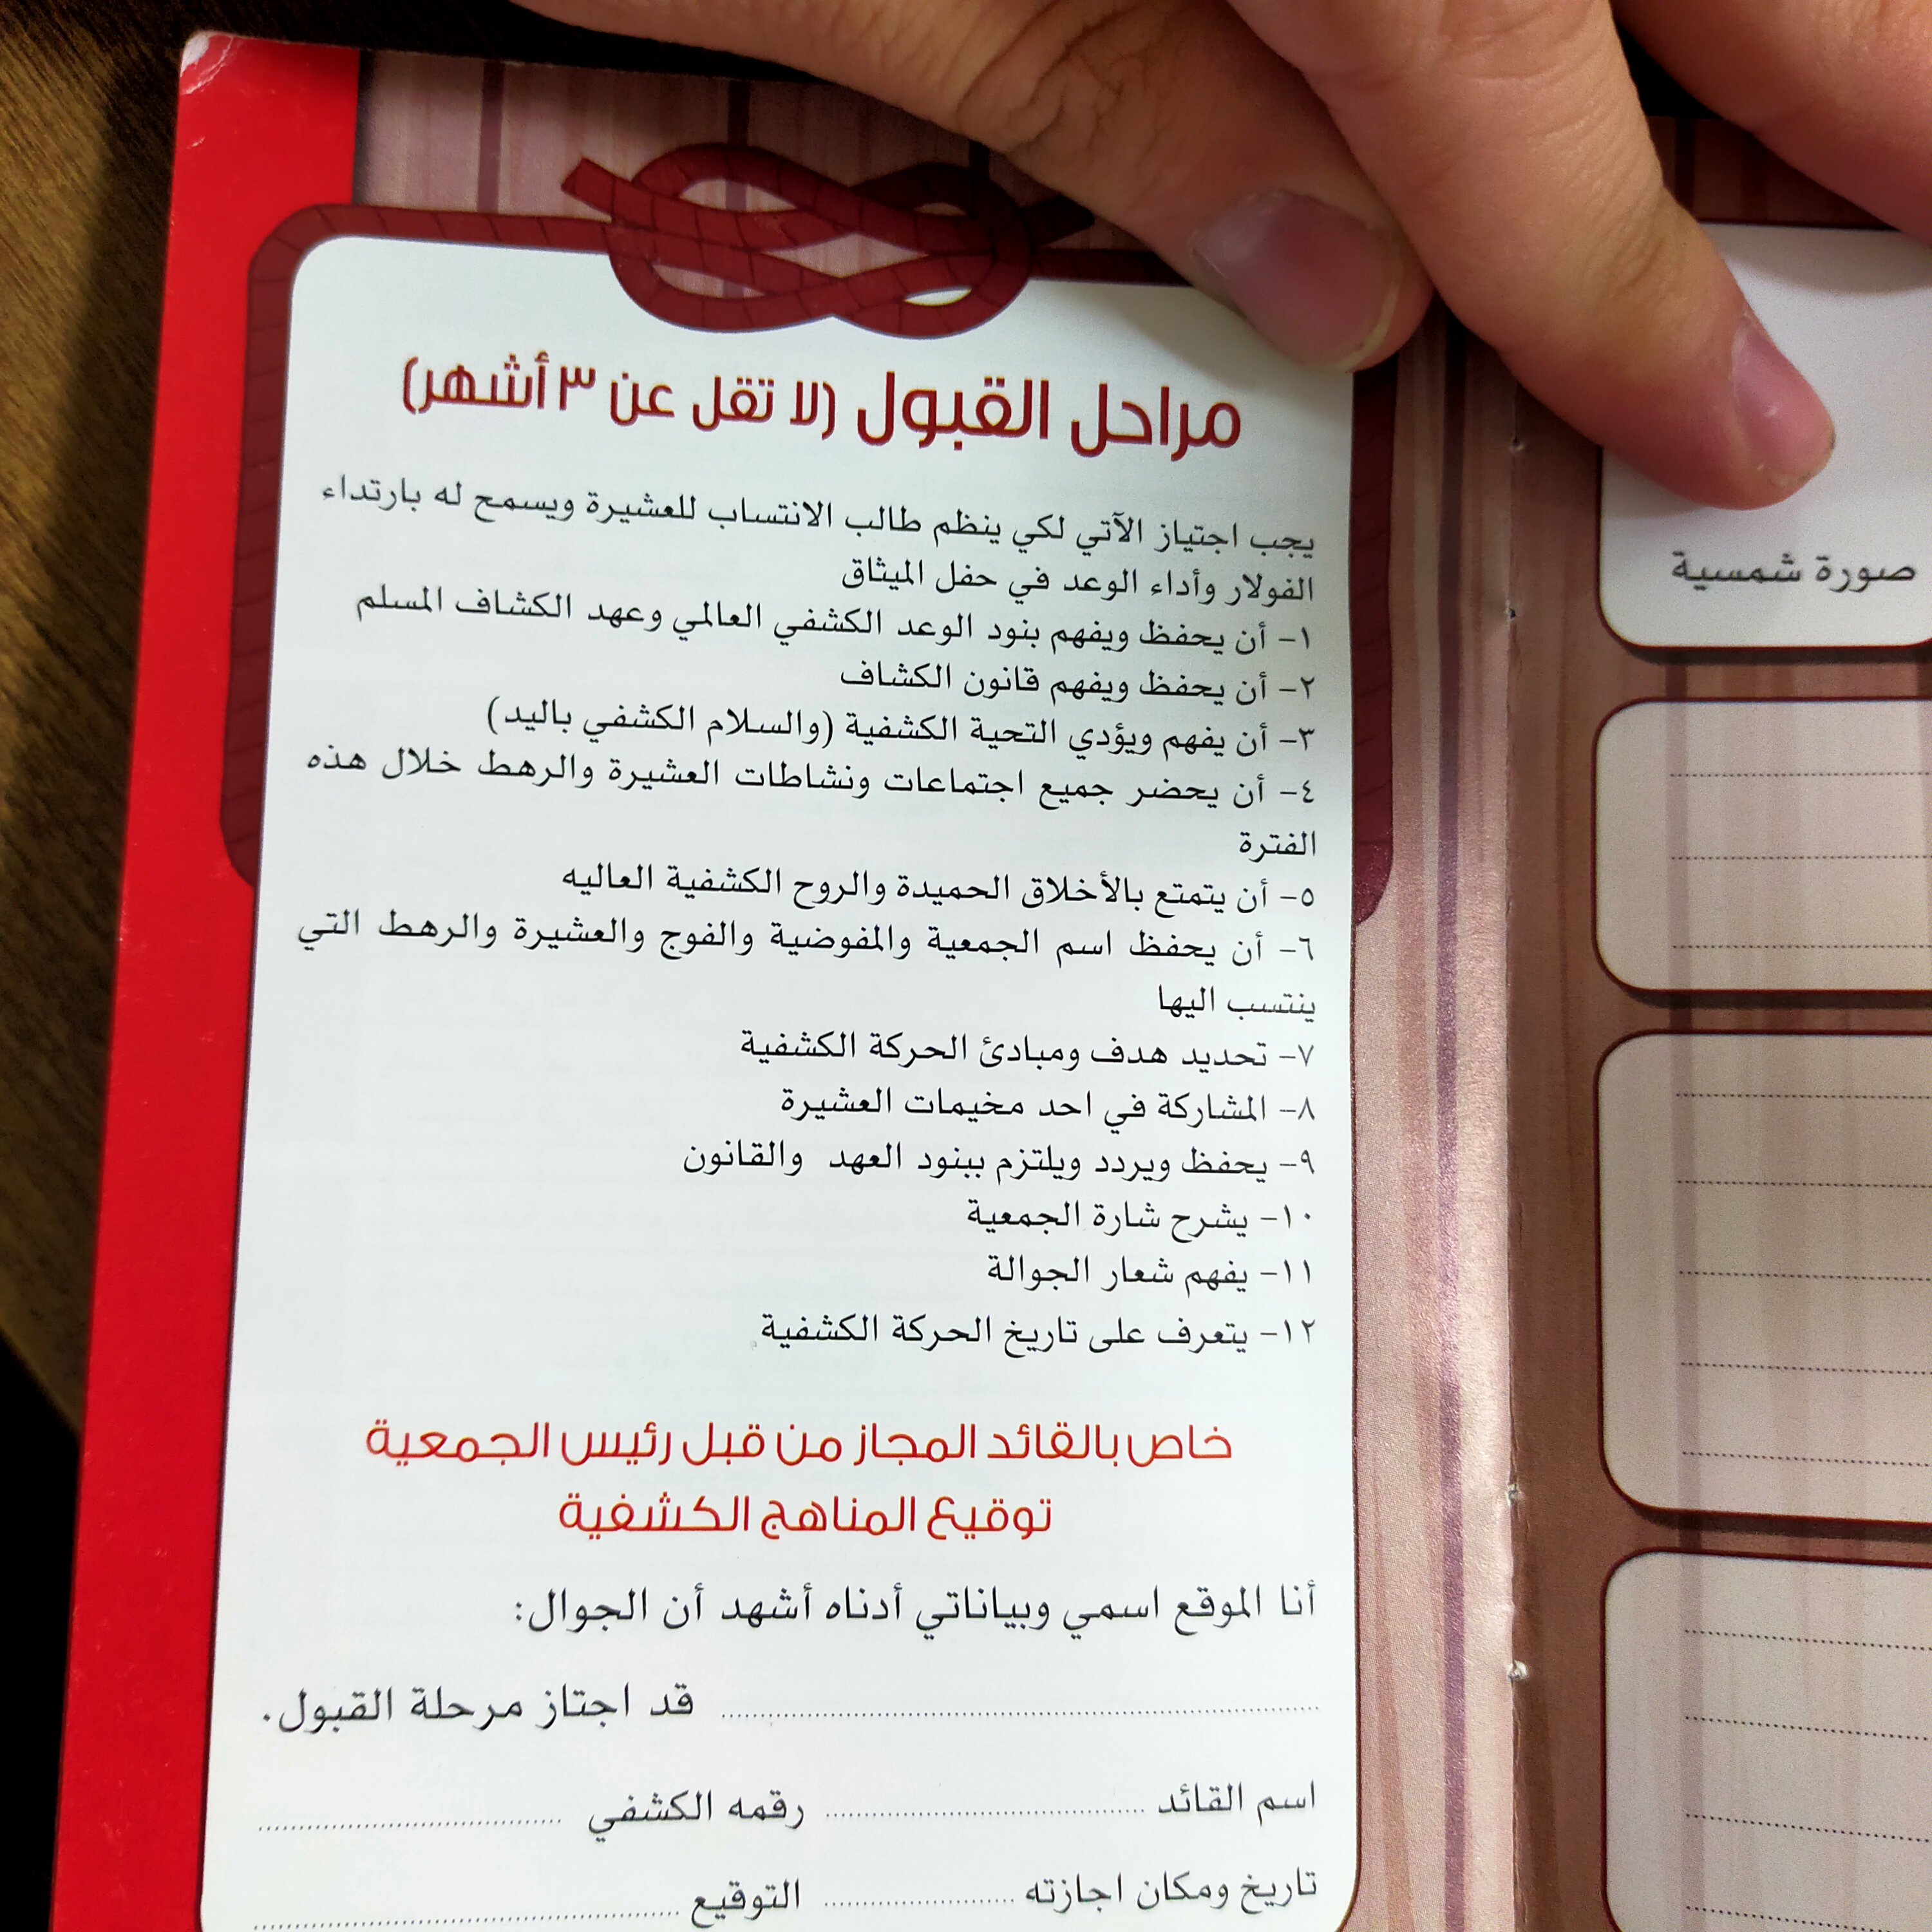 مراحل القبول (لا تقل عن ٣ أشهر)
يجب اجتياز الآتي لكي ينظم طالب الانتساب للعشيرة ويسمح له بارتداء
الفولار وأداء الوعد في حفل الميثاق
١- أن يحفظ ويفهم بنود الوعد الكشفي العالمي وعهد الكشاف المسلم
٢- أن يحفظ ويفهم قانون الكشاف
٣- أن يفهم ويؤدي التحية الكشفية (والسلام الكشفي باليد)
٤- أن يحضر جميع اجتماعات ونشاطات العشيرة والرهط خلال هذه
الفترة
٥- أن يتمتع بالأخلاق الحميدة والروح الكشفية العاليه
٦- أن يحفظ اسم الجمعية والمفوضية والفوج والعشيرة والرهط التي
ينتسب اليها
٧- تحديد هدف ومبادئ الحركة الكشفية
٨- المشاركة في احد مخيمات العشيرة
٩- يحفظ ويردد ويلتزم ببنود العهد والقانون
١٠- يشرح شارة الجمعية
١١- يفهم شعار الجوالة
١٢- يتعرف على تاريخ الحركة الكشفية
خاص بالقائد المجاز من قبل رئيس الجمعية
توقيع المناهج الكشفية
أنا الموقع اسمي وبياناتي أدناه أشهد أن الجوال:
قد اجتاز مرحلة القبول.
اسم القائد رقمه الكشفي
تاريخ ومكان اجازته التوقيع
صورة شمسية